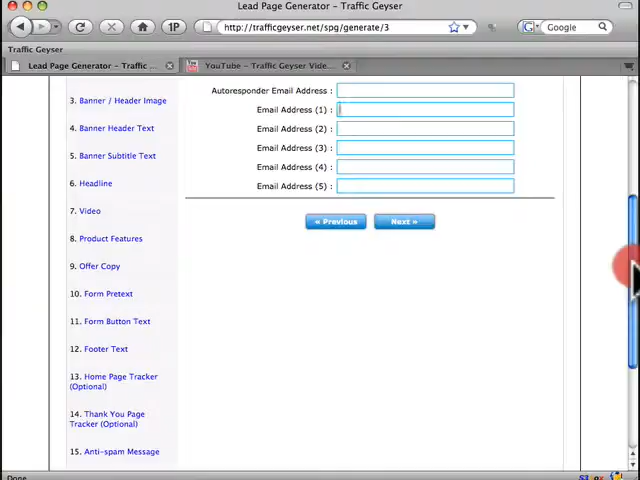 Lead Page Generator – Traffic Geyser
1P
http://trafficgeyser.net/spg/generate/3
Google
Traffic Geyser
Lead Page Generator – Traffic ...
YouTube – Traffic Geyser Vide...
Autoresponder Email Address :
3. Banner / Header Image
Email Address (1) :
4. Banner Header Text
Email Address (2) :
Email Address (3) :
5. Banner Subtitle Text
Email Address (4) :
6. Headline
Email Address (5) :
7. Video
« Previous
Next »
8. Product Features
9. Offer Copy
10. Form Pretext
11. Form Button Text
12. Footer Text
13. Home Page Tracker
(Optional)
14. Thank You Page
Tracker (Optional)
15. Anti-spam Message
Done